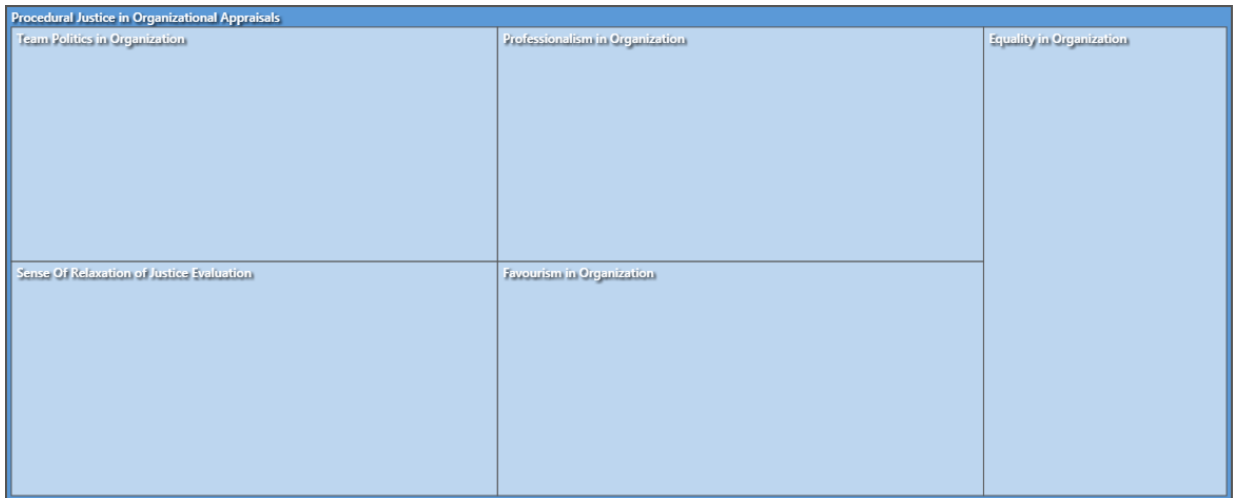 Procedural Justice in Organizational Appraisals
Team Politics in Organization
Professionalism in Organization
Equality in Organization
Sense Of Relaxation of Justice Evaluation
Favourism in Organization